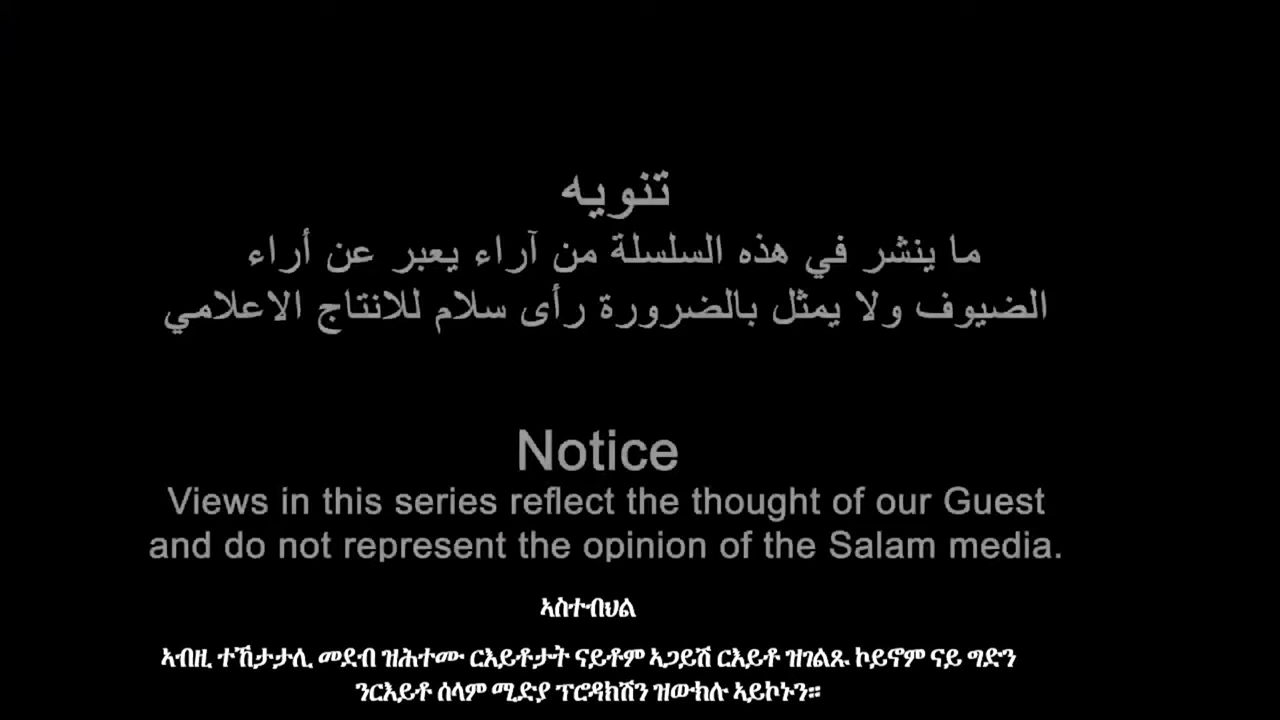 تنويه
ما ينشر في هذه السلسلة من آراء يعبر عن أراء
الضيوف ولا يمثل بالضرورة رأى سلام للانتاج الاعلامي
Notice
Views in this series reflect the thought of our Guest
and do not represent the opinion of the Salam media.
ኣስተብህል
ኣብዚ ተኸታታሊ መደብ ዝሕተሙ ርእይቶታት ናይቶም ኣጋይሽ ርእይቶ ዝገልጹ ኮይኖም ናይ ግድን
ንርእይቶ ሰላም ሚድያ ፕሮዳክሽን ዝውክሉ ኣይኮኑን።